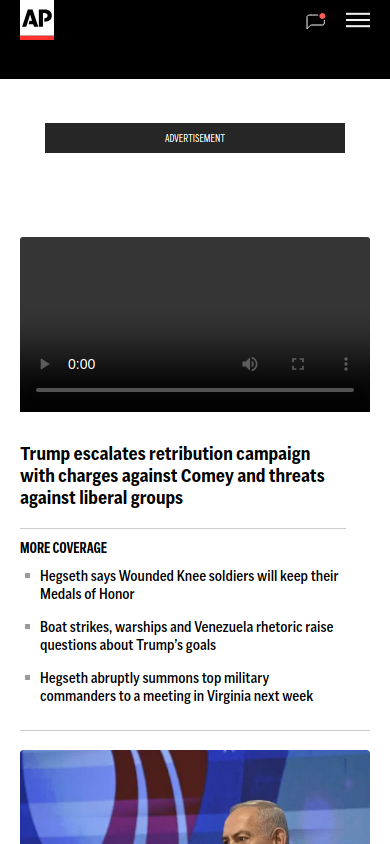 AP
ADVERTISEMENT
0:00
Trump escalates retribution campaign
with charges against Comey and threats
against liberal groups
MORE COVERAGE
Hegseth says Wounded Knee soldiers will keep their
Medals of Honor
Boat strikes, warships and Venezuela rhetoric raise
questions about Trump’s goals
Hegseth abruptly summons top military
commanders to a meeting in Virginia next week